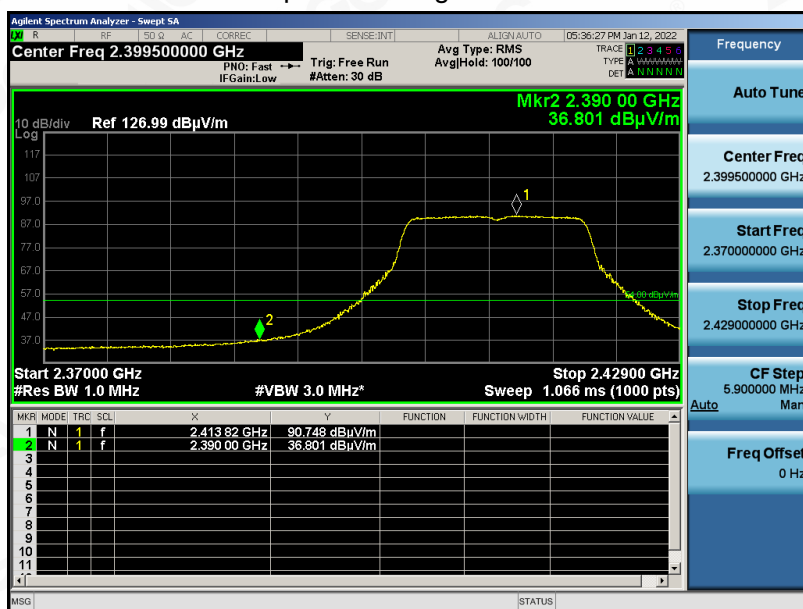 Agilent Spectrum Analyzer - Swept SA
LXI R RF 50 Ω AC CORREC SENSE:INT ALIGN AUTO 05:36:27 PM Jan 12, 2022
Center Freq 2.399500000 GHz
PNO: Fast
IFGain:Low
Trig: Free Run
#Atten: 30 dB
Avg Type: RMS
Avg|Hold: 100/100
TRACE 1 2 3 4 5 6
TYPE A WWWWW
DET A N N N N N
Mkr2 2.390 00 GHz
36.801 dBµV/m
10 dB/div Ref 126.99 dBµV/m
Log
117
107
97.0
87.0
77.0
67.0
57.0
47.0
37.0
1
2
54.00 dBµV/m
Start 2.37000 GHz Stop 2.42900 GHz
#Res BW 1.0 MHz #VBW 3.0 MHz* Sweep 1.066 ms (1000 pts)
MKR MODE TRC SCL X Y FUNCTION FUNCTION WIDTH FUNCTION VALUE
1 N 1 f 2.413 82 GHz 90.748 dBµV/m
2 N 1 f 2.390 00 GHz 36.801 dBµV/m
3
4
5
6
7
8
9
10
11
MSG STATUS
Frequency
Auto Tune
Center Freq
2.399500000 GHz
Start Freq
2.370000000 GHz
Stop Freq
2.429000000 GHz
CF Step
5.900000 MHz
Auto Man
Freq Offset
0 Hz